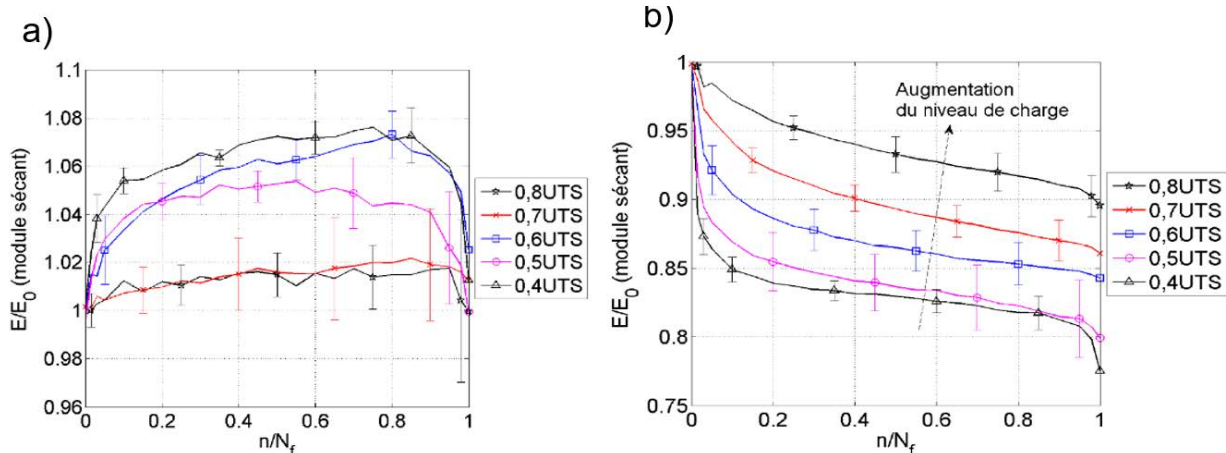 a)
E/E0 (module sécant)
1.1
1.08
1.06
1.04
1.02
1
0.98
0.96
0
0.2
0.4
0.6
0.8
1
n/Nf
0,8UTS
0,7UTS
0,6UTS
0,5UTS
0,4UTS
b)
E/E0 (module sécant)
1
0.95
0.9
0.85
0.8
0.75
0
0.2
0.4
0.6
0.8
1
n/Nf
Augmentation
du niveau de charge
0,8UTS
0,7UTS
0,6UTS
0,5UTS
0,4UTS